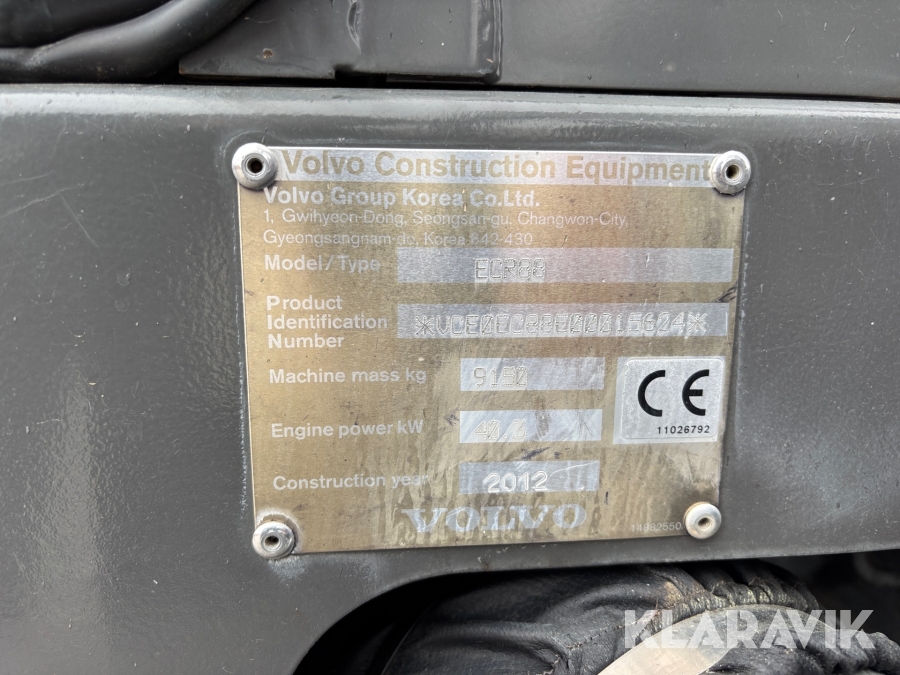 Volvo Construction Equipment
Volvo Group Korea Co.Ltd.
1, Gwihyeon-Dong, Seongsan-gu, Changwon-City,
Gyeongsangnam-do, Korea 642-430
Model/Type ECR88
Product
Identification
Number
Machine mass kg
Engine power kW
Construction year 2012
CE
11026792
VOLVO
14982550
KLARAVIK